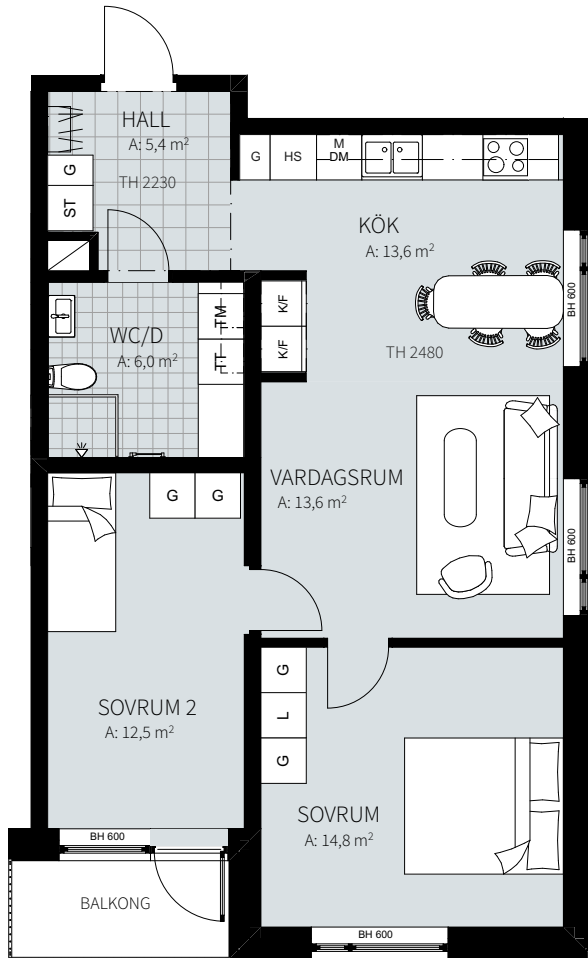 HALL
A: 5,4 m²
G
TH 2230
ST
G
HS
M
DM
KÖK
A: 13,6 m²
BH 600
WC/D
A: 6,0 m²
TM
TT
K/F
K/F
TH 2480
VARDAGSRUM
A: 13,6 m²
BH 600
G
G
SOVRUM 2
A: 12,5 m²
G
L
G
SOVRUM
A: 14,8 m²
BH 600
BALKONG
BH 600